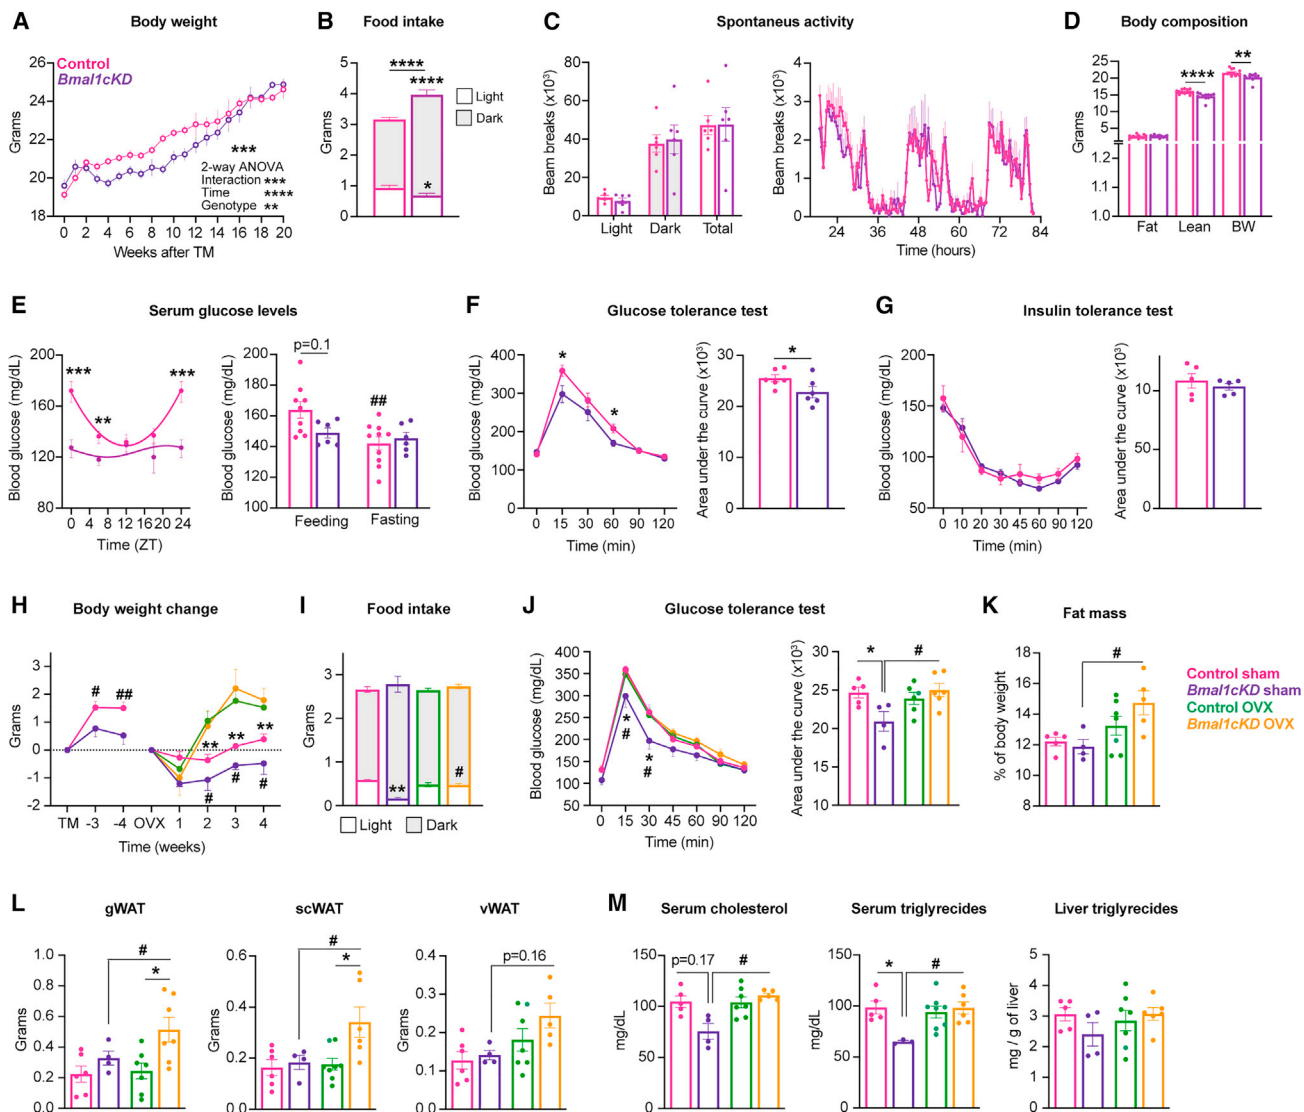 A
Body weight
Control
Bmal1cKD
Grams
26
24
22
20
18
***
2-way ANOVA
Interaction ***
Time ****
Genotype **
0 2 4 6 8 10 12 14 16 18 20
Weeks after TM
B
Food intake
Grams
5
4
3
2
1
0
****
****
*
Light
Dark
C
Spontaneus activity
Beam breaks (x10³)
80
60
40
20
0
Light Dark Total
Beam breaks (x10³)
4
3
2
1
0
24 36 48 60 72 84
Time (hours)
D
Body composition
Grams
25
20
15
10
5
1.2
1.1
1.0
****
**
Fat Lean BW
E
Serum glucose levels
Blood glucose (mg/dL)
200
160
120
80
***
**
***
0 4 8 12 16 20 24
Time (ZT)
Blood glucose (mg/dL)
200
180
160
140
120
100
p=0.1
##
Feeding Fasting
F
Glucose tolerance test
Blood glucose (mg/dL)
400
300
200
100
*
*
0 15 30 60 90 120
Time (min)
Area under the curve (x10³)
30
20
10
0
*
G
Insulin tolerance test
Blood glucose (mg/dL)
200
150
100
50
0 10 20 30 45 60 90 120
Time (min)
Area under the curve (x10³)
10
5
0
H
Body weight change
Grams
3
2
1
0
-1
-2
# ##
** ** **
# # #
TM -3 -4 OVX 1 2 3 4
Time (weeks)
I
Food intake
Grams
4
3
2
1
0
**
#
Light Dark
J
Glucose tolerance test
Blood glucose (mg/dL)
400
350
300
250
200
150
100
50
*
#
*
#
0 15 30 45 60 90 120
Time (min)
Area under the curve (x10³)
30
25
20
15
10
* #
K
Fat mass
% of body weight
18
16
14
12
10
8
#
Control sham
Bmal1cKD sham
Control OVX
Bmal1cKD OVX
L
gWAT
Grams
1.0
0.8
0.6
0.4
0.2
0.0
#
*
scWAT
Grams
0.6
0.4
0.2
0.0
#
*
vWAT
Grams
0.4
0.3
0.2
0.1
0.0
p=0.16
M
Serum cholesterol
mg/dL
150
100
50
0
p=0.17 #
Serum triglyrecides
mg/dL
150
100
50
0
* #
Liver triglyrecides
mg / g of liver
5
4
3
2
1
0